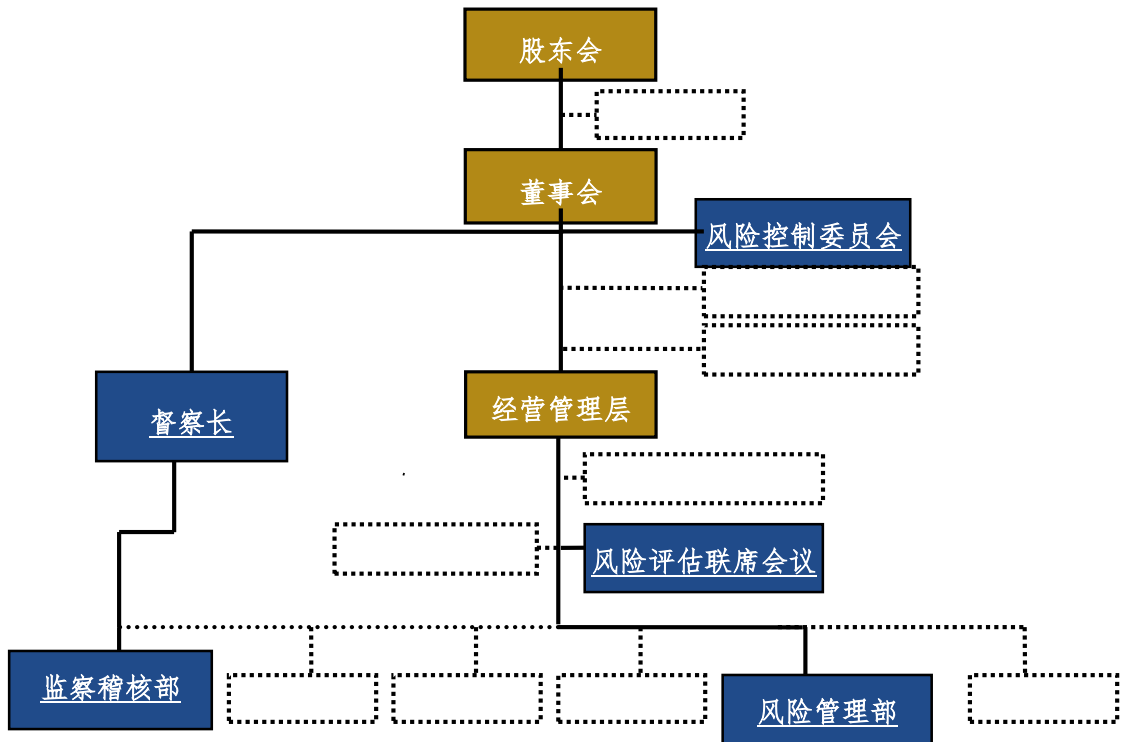 股东会
董事会
风险控制委员会
督察长
经营管理层
风险评估联席会议
监察稽核部
风险管理部